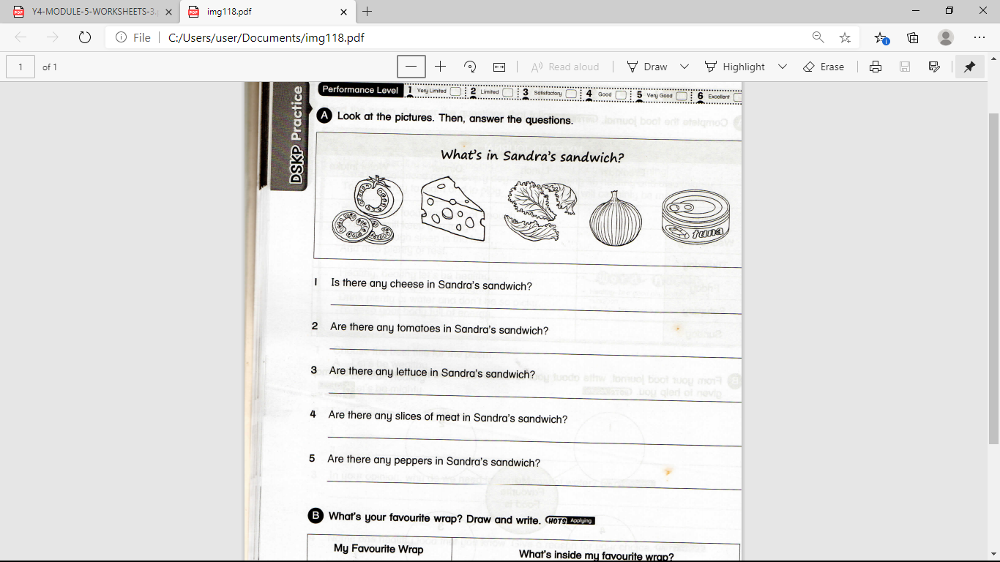 Y4-MODULE-5-WORKSHEETS-3.
img118.pdf
File C:/Users/user/Documents/img118.pdf
1 of 1
Read aloud
Draw
Highlight
Erase
DSKP Practice
Performance Level 1 Very Limited 2 Limited 3 Satisfactory 4 Good 5 Very Good 6 Excellent
A Look at the pictures. Then, answer the questions.
What's in Sandra's sandwich?
tuna
1 Is there any cheese in Sandra's sandwich?
2 Are there any tomatoes in Sandra's sandwich?
3 Are there any lettuce in Sandra's sandwich?
4 Are there any slices of meat in Sandra's sandwich?
5 Are there any peppers in Sandra's sandwich?
B What's your favourite wrap? Draw and write. HOTS Applying
My Favourite Wrap
What's inside my favourite wrap?